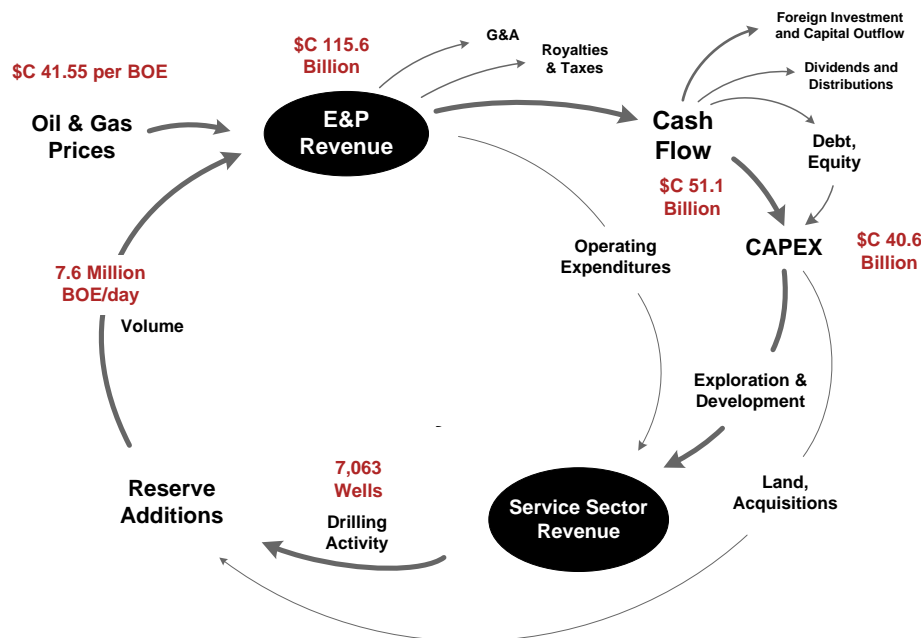 $C 41.55 per BOE
Oil & Gas
Prices
$C 115.6
Billion
E&P
Revenue
G&A
Royalties
& Taxes
Foreign Investment
and Capital Outflow
Dividends and
Distributions
Cash
Flow
$C 51.1
Billion
Debt,
Equity
CAPEX
$C 40.6
Billion
Operating
Expenditures
7.6 Million
BOE/day
Volume
Exploration &
Development
Land,
Acquisitions
Service Sector
Revenue
7,063
Wells
Drilling
Activity
Reserve
Additions